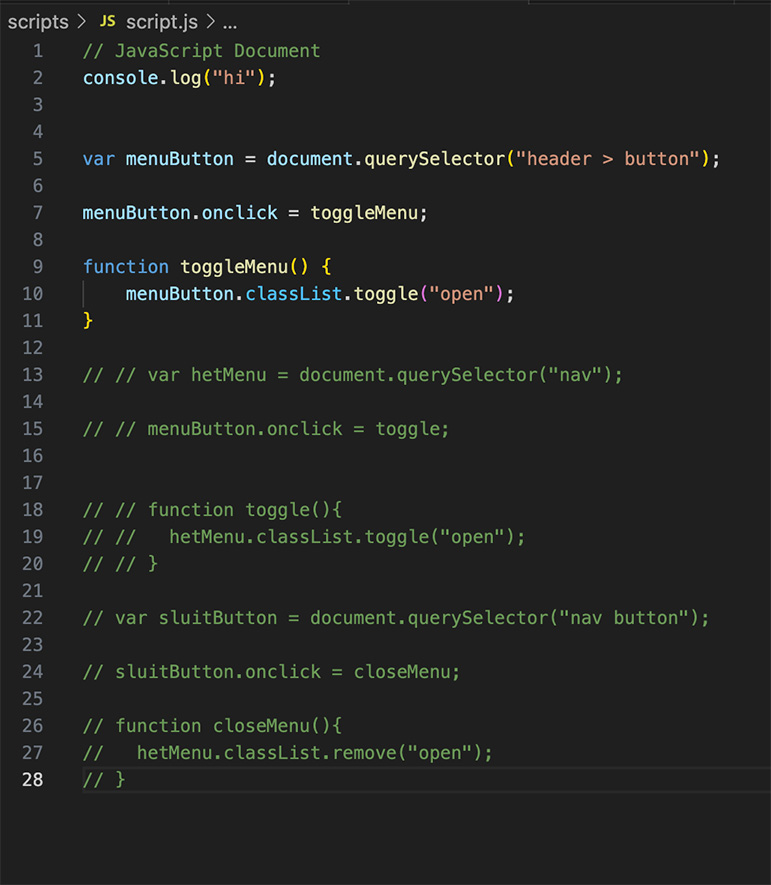 scripts > JS script.js > ...
1 // JavaScript Document
2 console.log("hi");
3
4
5 var menuButton = document.querySelector("header > button");
6
7 menuButton.onclick = toggleMenu;
8
9 function toggleMenu() {
10     menuButton.classList.toggle("open");
11 }
12
13 // // var hetMenu = document.querySelector("nav");
14
15 // // menuButton.onclick = toggle;
16
17
18 // // function toggle(){
19 // //   hetMenu.classList.toggle("open");
20 // // }
21
22 // var sluitButton = document.querySelector("nav button");
23
24 // sluitButton.onclick = closeMenu;
25
26 // function closeMenu(){
27 //   hetMenu.classList.remove("open");
28 // }